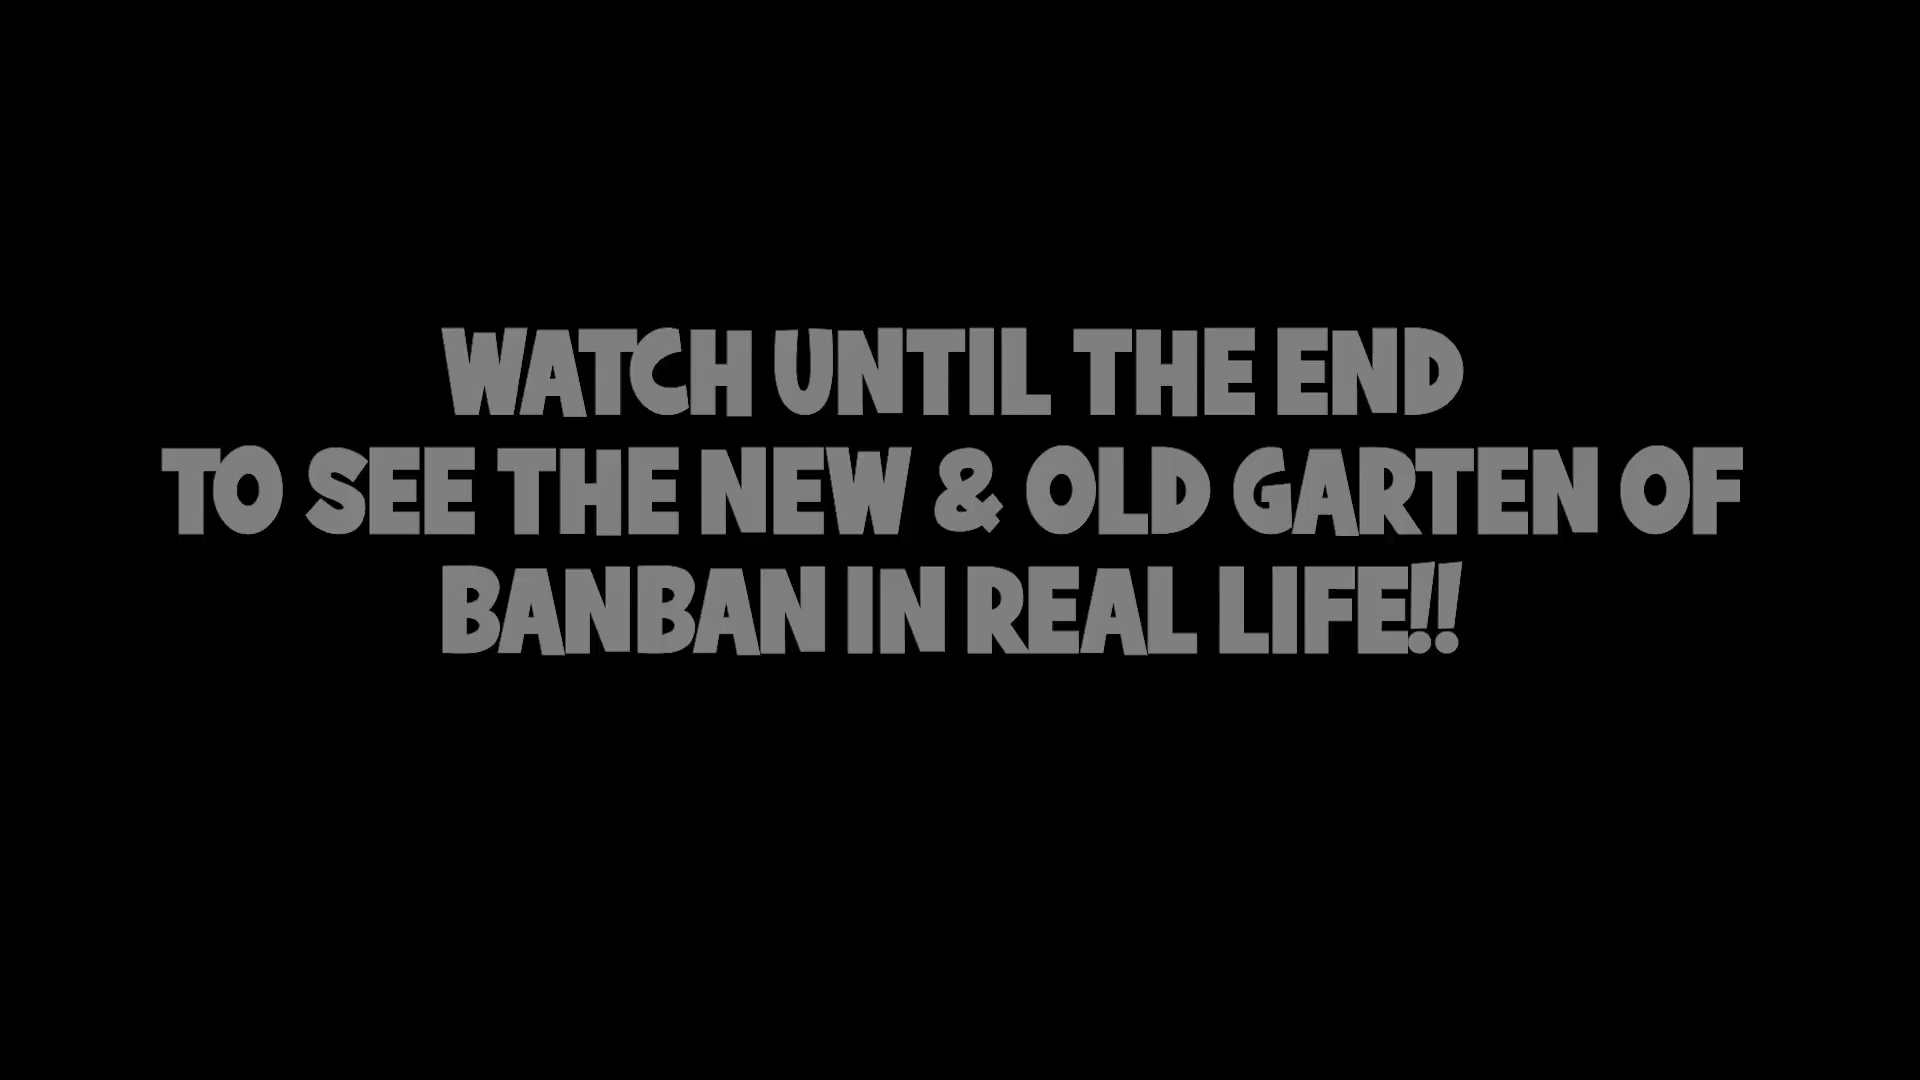 WATCH UNTIL THE END
TO SEE THE NEW & OLD GARTEN OF
BANBAN IN REAL LIFE!!